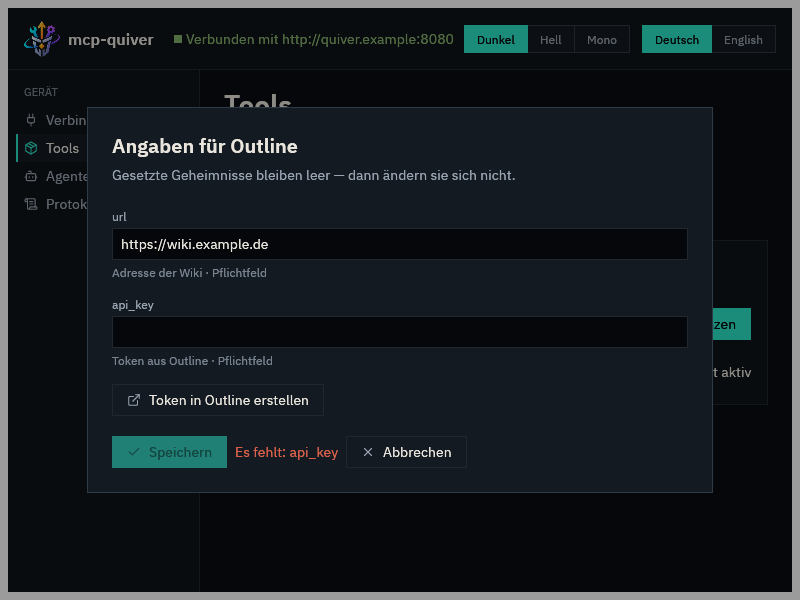 mcp-quiver
Verbunden mit http://quiver.example:8080
Dunkel
Hell
Mono
Deutsch
English
GERÄT
Tools
Tools
Angaben für Outline
Gesetzte Geheimnisse bleiben leer — dann ändern sie sich nicht.
url
https://wiki.example.de
Adresse der Wiki · Pflichtfeld
api_key
Token aus Outline · Pflichtfeld
Token in Outline erstellen
Speichern
Es fehlt: api_key
Abbrechen
aktiv